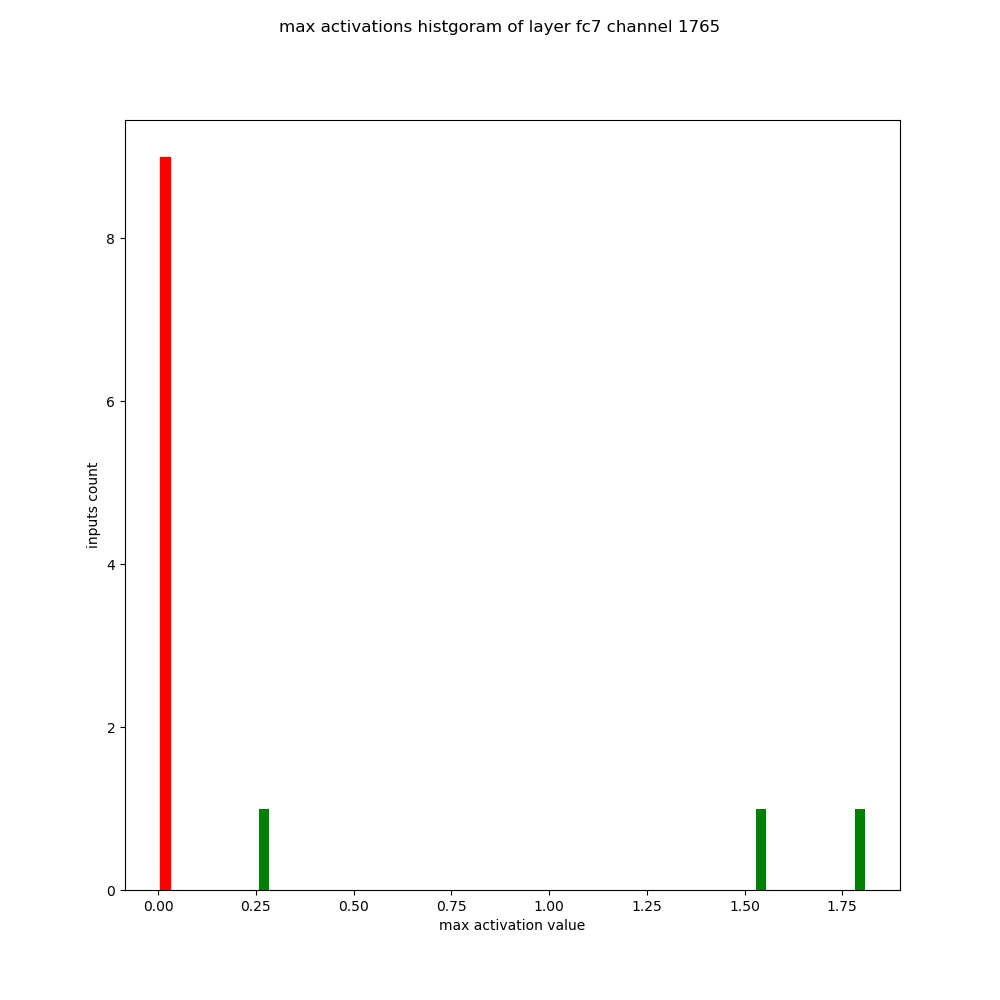 max activations histgoram of layer fc7 channel 1765
8
6
4
2
0
inputs count
0.00 0.25 0.50 0.75 1.00 1.25 1.50 1.75
max activation value